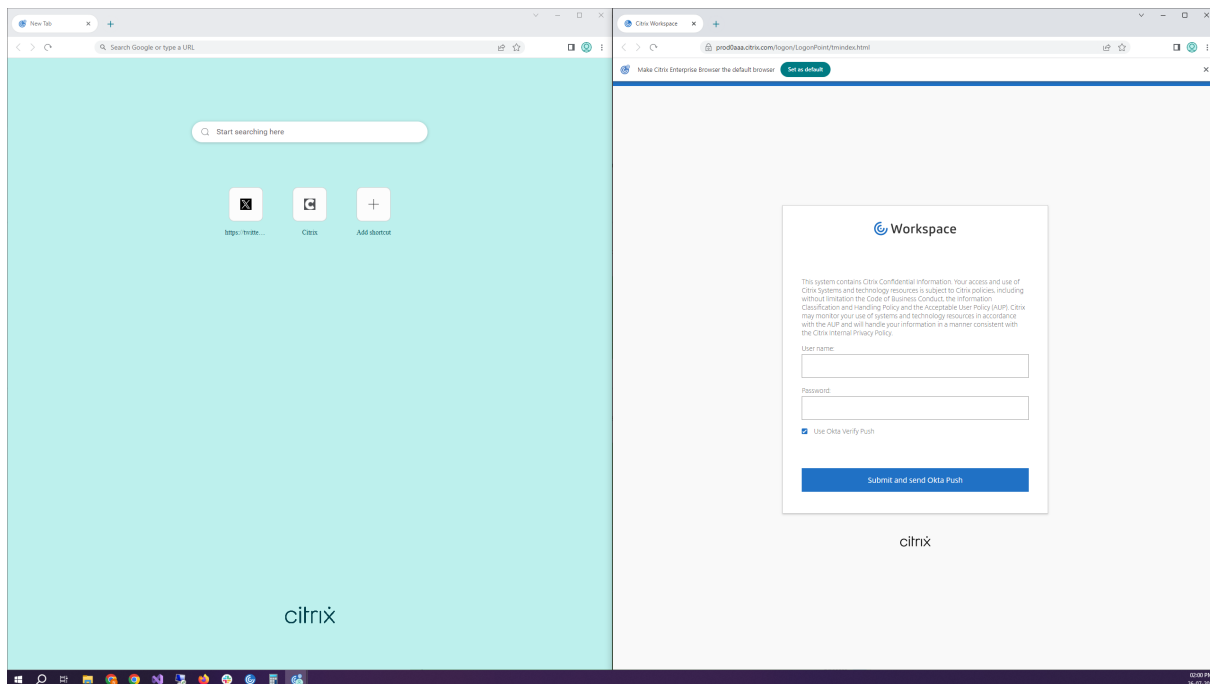 New Tab
Search Google or type a URL
Start searching here
https://twitte...
Citrix
Add shortcut
citrix
Citrix Workspace
prod0aaa.citrix.com/logon/LogonPoint/tmindex.html
Make Citrix Enterprise Browser the default browser
Set as default
Workspace
This system contains Citrix Confidential Information. Your access and use of
Citrix Systems and technology resources is subject to Citrix policies, including
without limitation the Code of Business Conduct, the Information
Classification and Handling Policy and the Acceptable User Policy (AUP). Citrix
may monitor your use of systems and technology resources in accordance
with the AUP and will handle your information in a manner consistent with
the Citrix Internal Privacy Policy.
User name:
Password:
Use Okta Verify Push
Submit and send Okta Push
citrix
02:00 PM